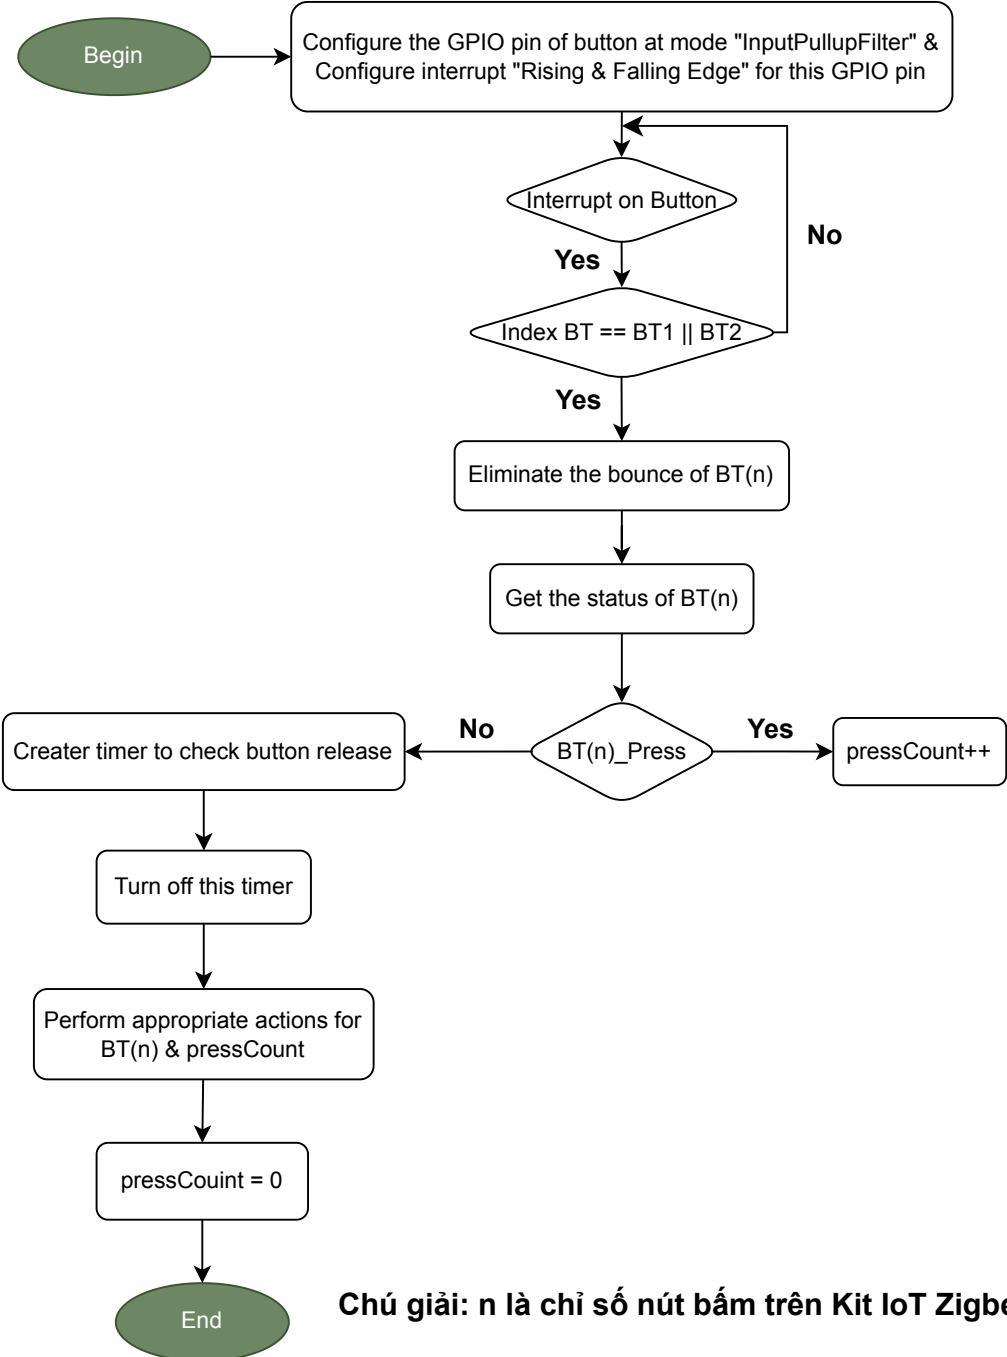 Begin
Configure the GPIO pin of button at mode "InputPullupFilter" &
Configure interrupt "Rising & Falling Edge" for this GPIO pin
Interrupt on Button
No
Yes
Index BT == BT1 || BT2
Yes
Eliminate the bounce of BT(n)
Get the status of BT(n)
No
Yes
Creater timer to check button release
BT(n)_Press
pressCount++
Turn off this timer
Perform appropriate actions for
BT(n) & pressCount
pressCouint = 0
End
Chú giải: n là chỉ số nút bấm trên Kit IoT Zigbe